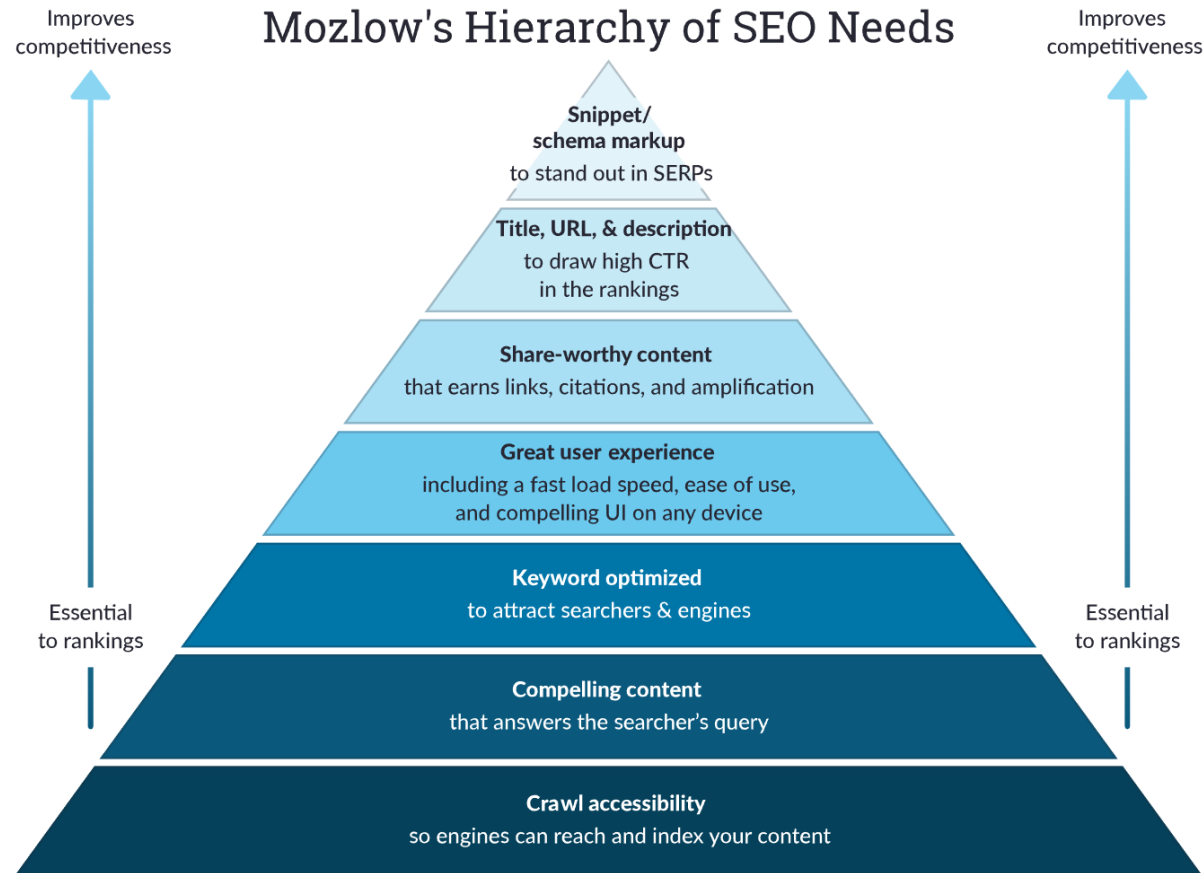 Mozlow's Hierarchy of SEO Needs
Improves
competitiveness
Improves
competitiveness
Snippet/
schema markup
to stand out in SERPs
Title, URL, & description
to draw high CTR
in the rankings
Share-worthy content
that earns links, citations, and amplification
Great user experience
including a fast load speed, ease of use,
and compelling UI on any device
Keyword optimized
to attract searchers & engines
Essential
to rankings
Essential
to rankings
Compelling content
that answers the searcher’s query
Crawl accessibility
so engines can reach and index your content